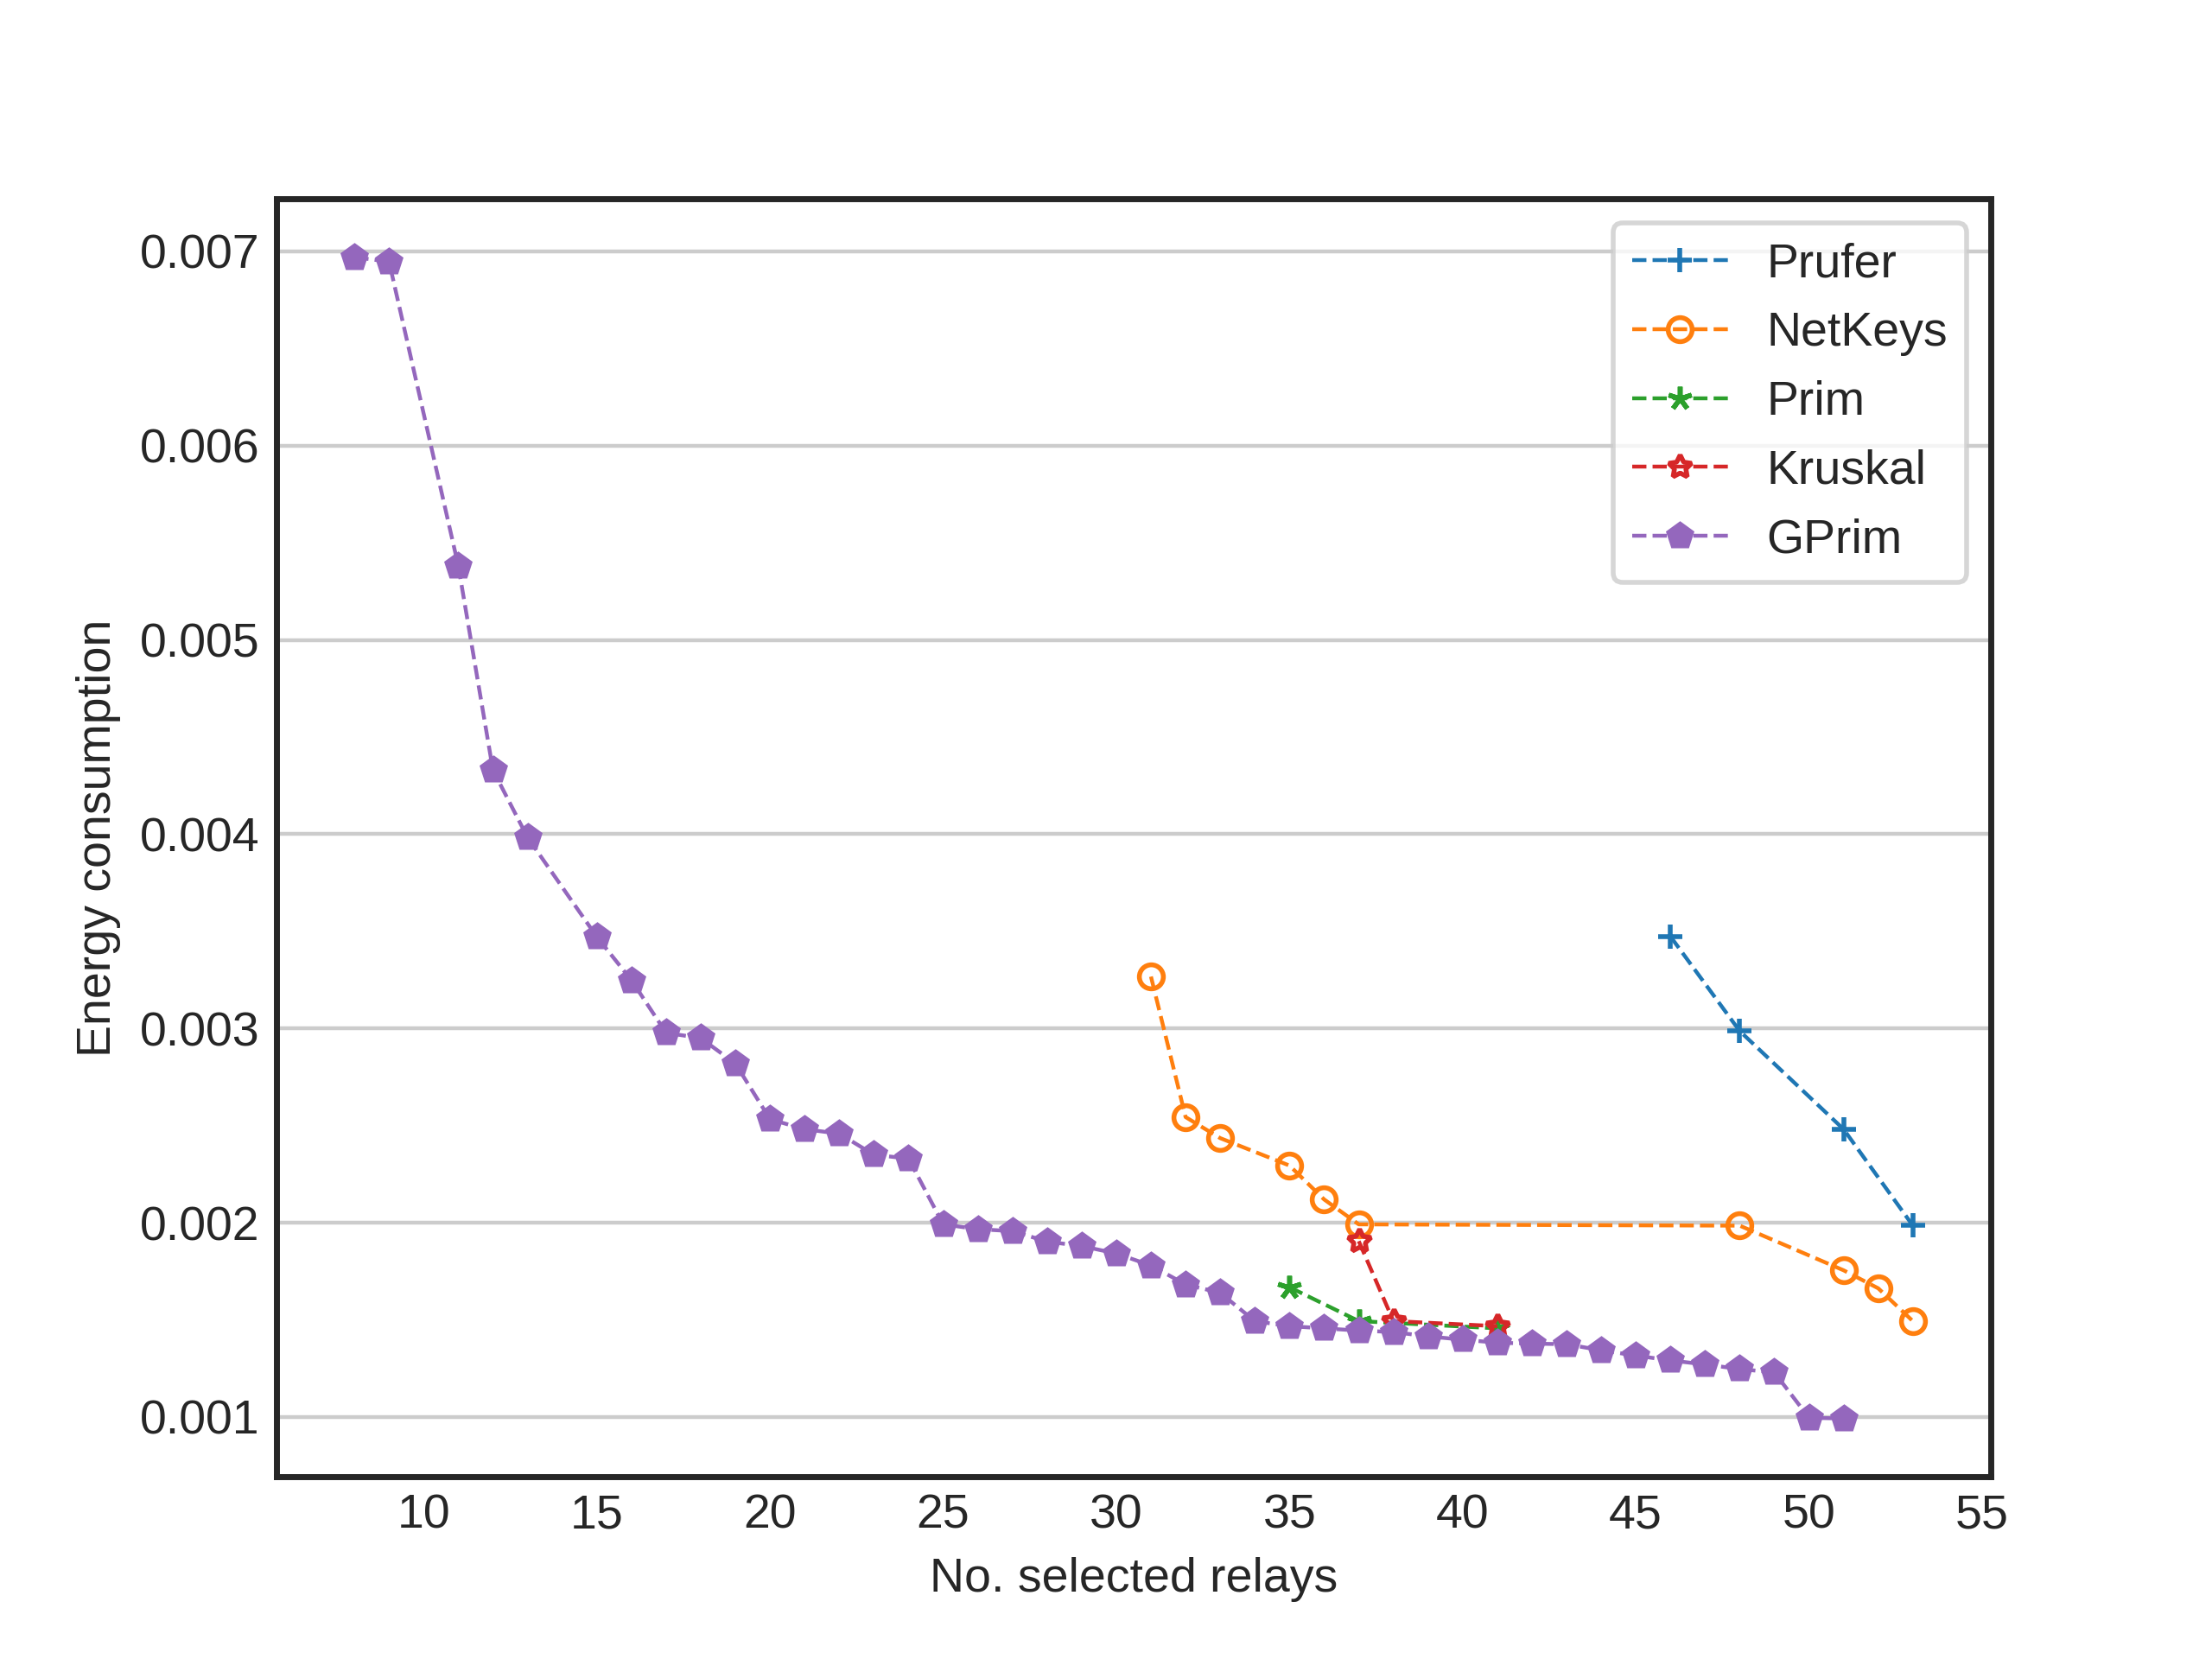 Prufer
NetKeys
Prim
Kruskal
GPrim
0.007
0.006
0.005
0.004
0.003
0.002
0.001
Energy consumption
10 15 20 25 30 35 40 45 50 55
No. selected relays